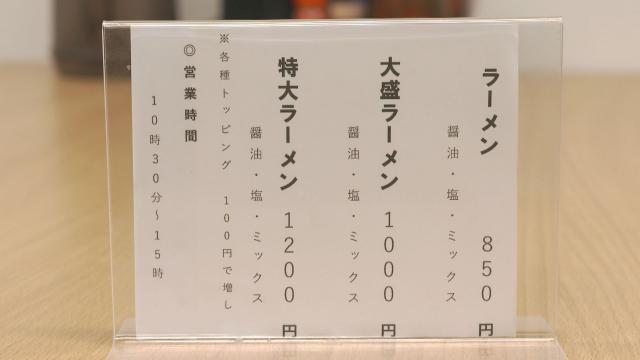 ラーメン 850円
醤油・塩・ミックス
大盛ラーメン 1000円
醤油・塩・ミックス
特大ラーメン 1200円
醤油・塩・ミックス
※各種トッピング 100円で増し
◎営業時間
10時30分~15時